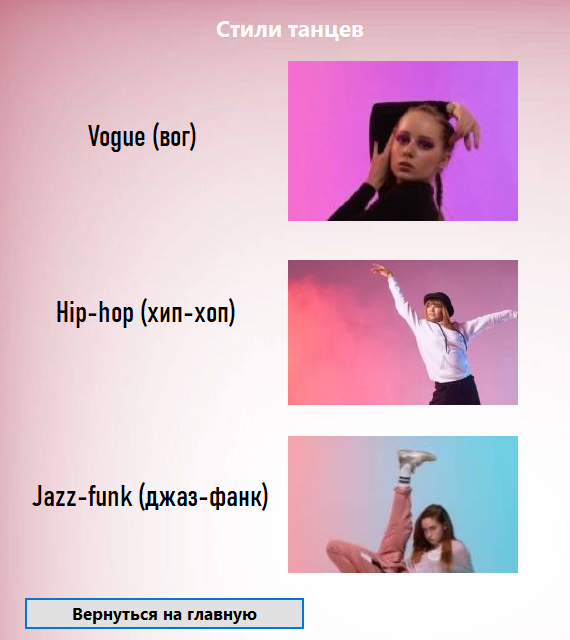 Стили танцев
Vogue (вог)
Hip-hop (хип-хоп)
Jazz-funk (джаз-фанк)
Вернуться на главную